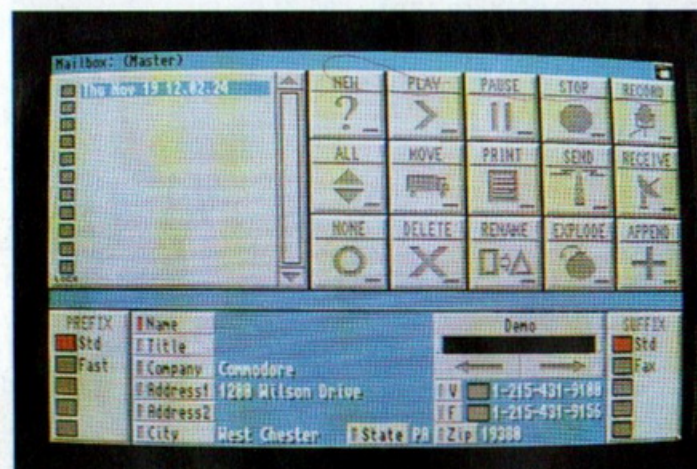 Mailbox: (Master)
Thu Nov 19 12.02.24
NEW PLAY PAUSE STOP RECORD
ALL MOVE PRINT SEND RECEIVE
NONE DELETE RENAME EXPLODE APPEND
LOCK
PREFIX
Std
Fast
Name
Title
Company Commodore
Address1 1200 Wilson Drive
Address2
City West Chester State PA Zip 19380
Demo
V 1-215-431-9100
F 1-215-431-9156
SUFFIX
Std
Fax